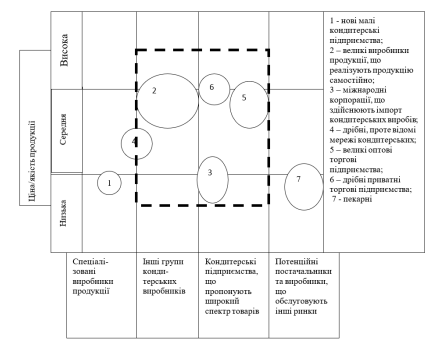 Ціна/якість продукції
Висока
Середня
Низька
2
6
5
4
3
1
7
1 - нові малі
кондитерські
підприємства;
2 – великі виробники
продукції, що
реалізують продукцію
самостійно;
3 – міжнародні
корпорації, що
здійснюють імпорт
кондитерських виробів;
4 – дрібні, проте відомі
мережі кондитерських;
5 – великі оптові
торгові
підприємства;
6 – дрібні приватні
торгові підприємства;
7 - пекарні
Спеціалі-
зовані
виробники
продукції
Інші групи
конди-
терських
виробників
Кондитерські
підприємства,
що
пропонують
широкий
спектр товарів
Потенційні
постачальники
та виробники,
що
обслуговують
інші ринки